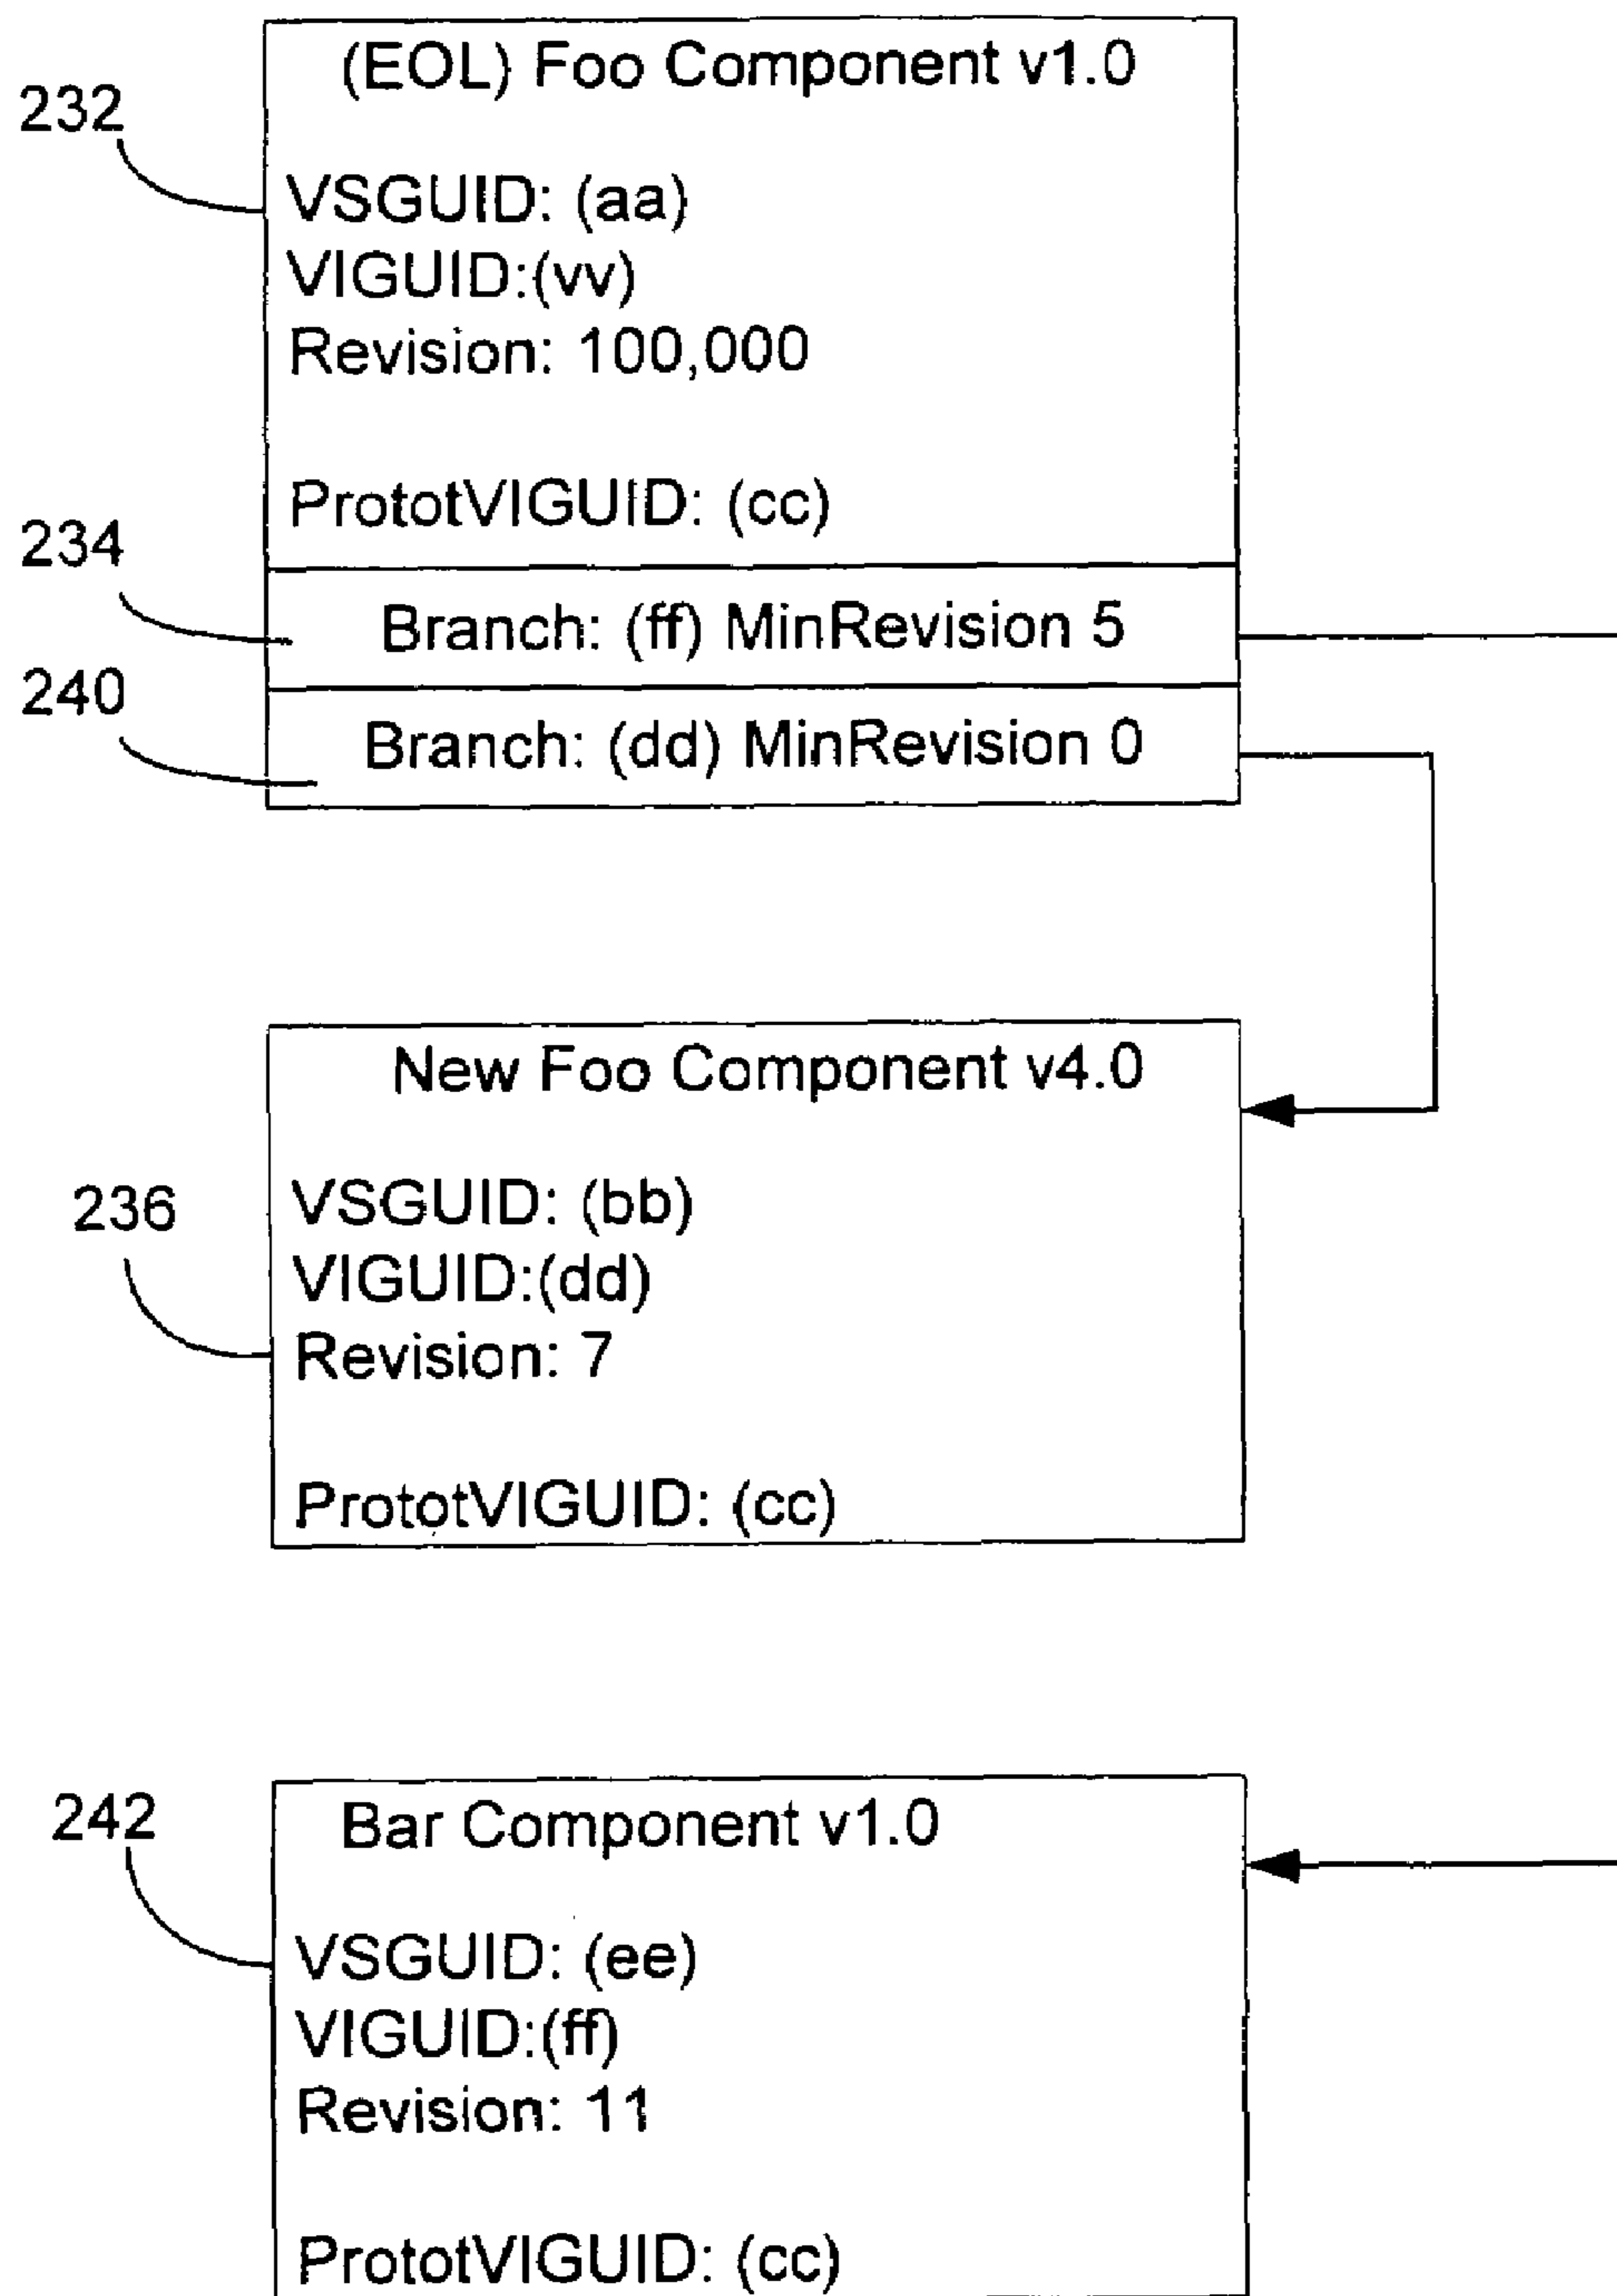 (EOL) Foo Component v1.0
232
VSGUID: (aa)
VIGUID:(vv)
Revision: 100,000
PrototVIGUID: (cc)
234
Branch: (ff) MinRevision 5
240
Branch: (dd) MinRevision 0
New Foo Component v4.0
236
VSGUID: (bb)
VIGUID:(dd)
Revision: 7
PrototVIGUID: (cc)
242
Bar Component v1.0
VSGUID: (ee)
VIGUID:(ff)
Revision: 11
PrototVIGUID: (cc)